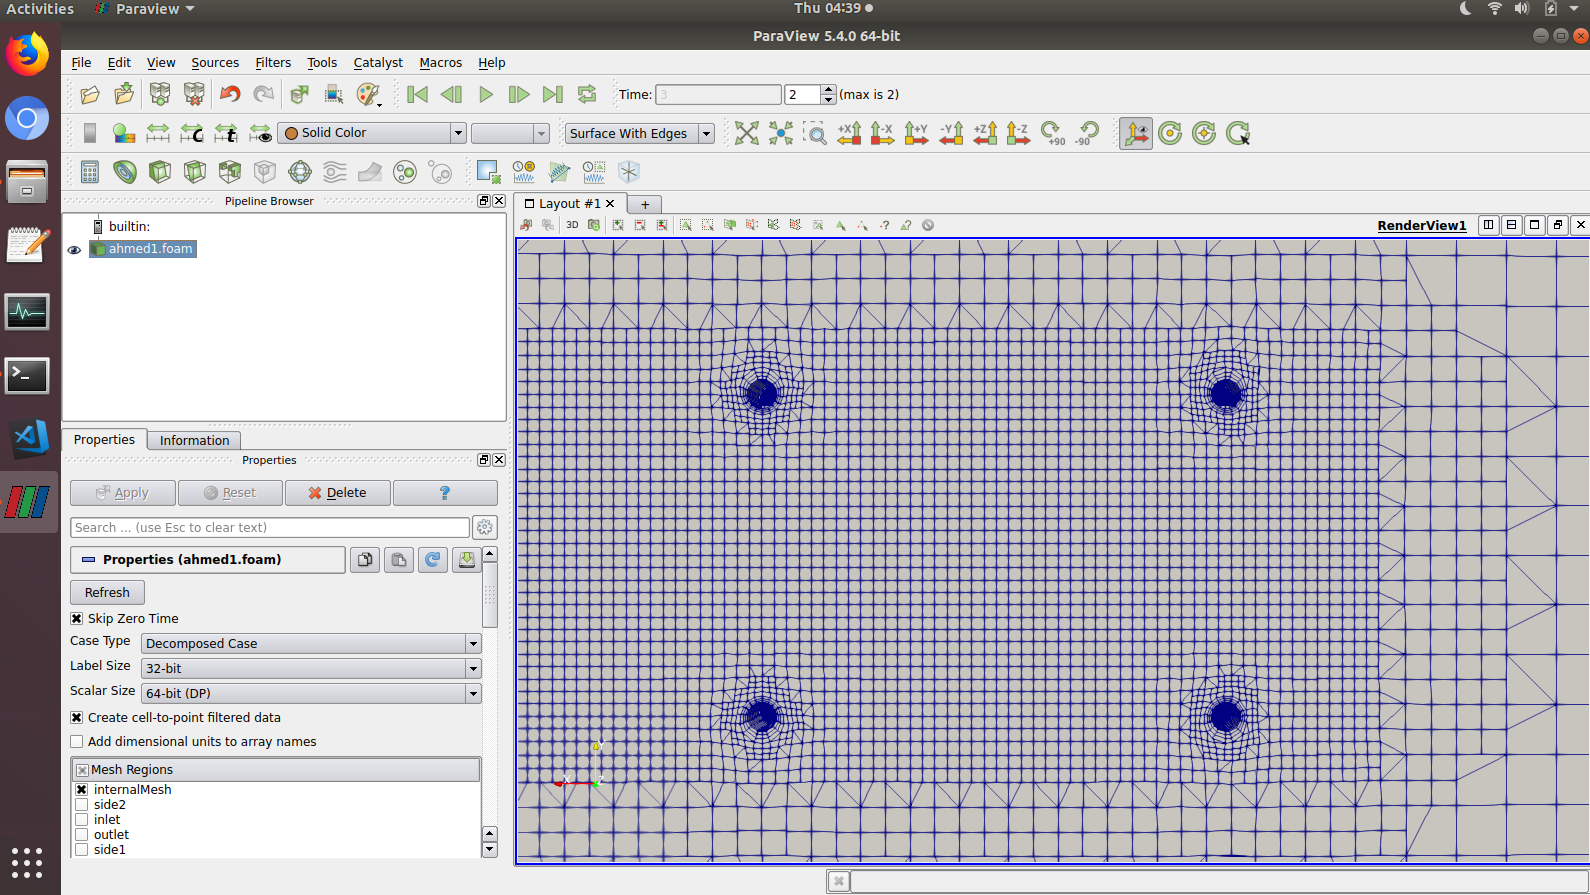 Activities
Paraview
Thu 04:39
ParaView 5.4.0 64-bit
File Edit View Sources Filters Tools Catalyst Macros Help
Time: 3 2 (max is 2)
Solid Color
Surface With Edges
+X -X +Y -Y +Z -Z +90 -90
Pipeline Browser
builtin:
ahmed1.foam
Layout #1
+
3D
RenderView1
Properties
Information
Properties
Apply
Reset
Delete
?
Search ... (use Esc to clear text)
Properties (ahmed1.foam)
Refresh
Skip Zero Time
Case Type Decomposed Case
Label Size 32-bit
Scalar Size 64-bit (DP)
Create cell-to-point filtered data
Add dimensional units to array names
Mesh Regions
internalMesh
side2
inlet
outlet
side1
Y
X
Z